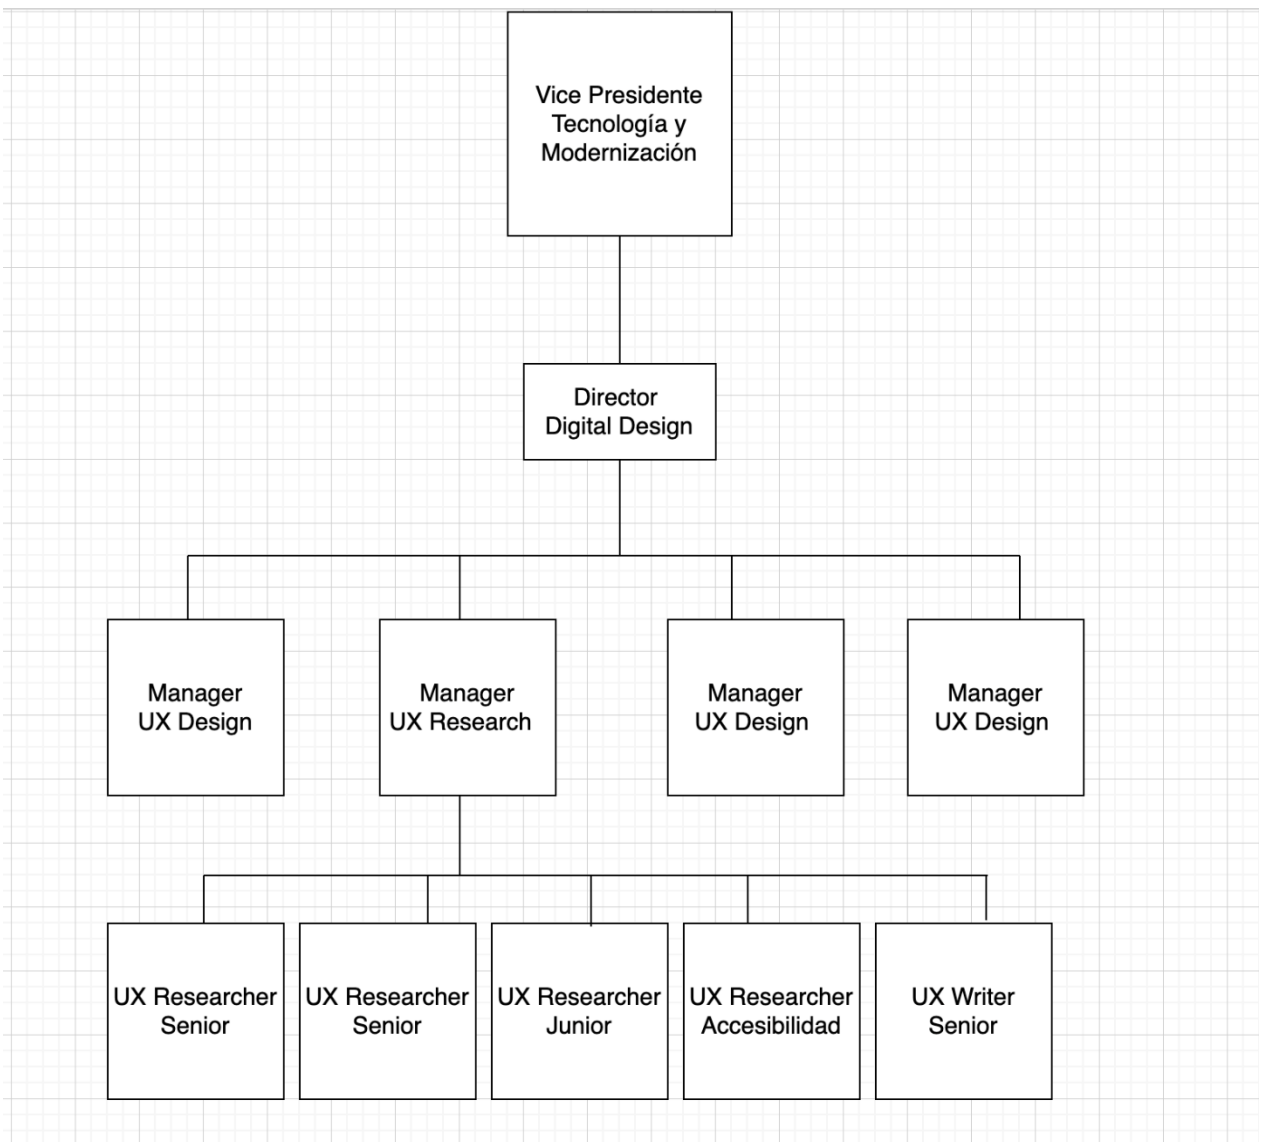 Vice Presidente
Tecnología y
Modernización
Director
Digital Design
Manager
UX Design
Manager
UX Research
Manager
UX Design
Manager
UX Design
UX Researcher
Senior
UX Researcher
Senior
UX Researcher
Junior
UX Researcher
Accesibilidad
UX Writer
Senior